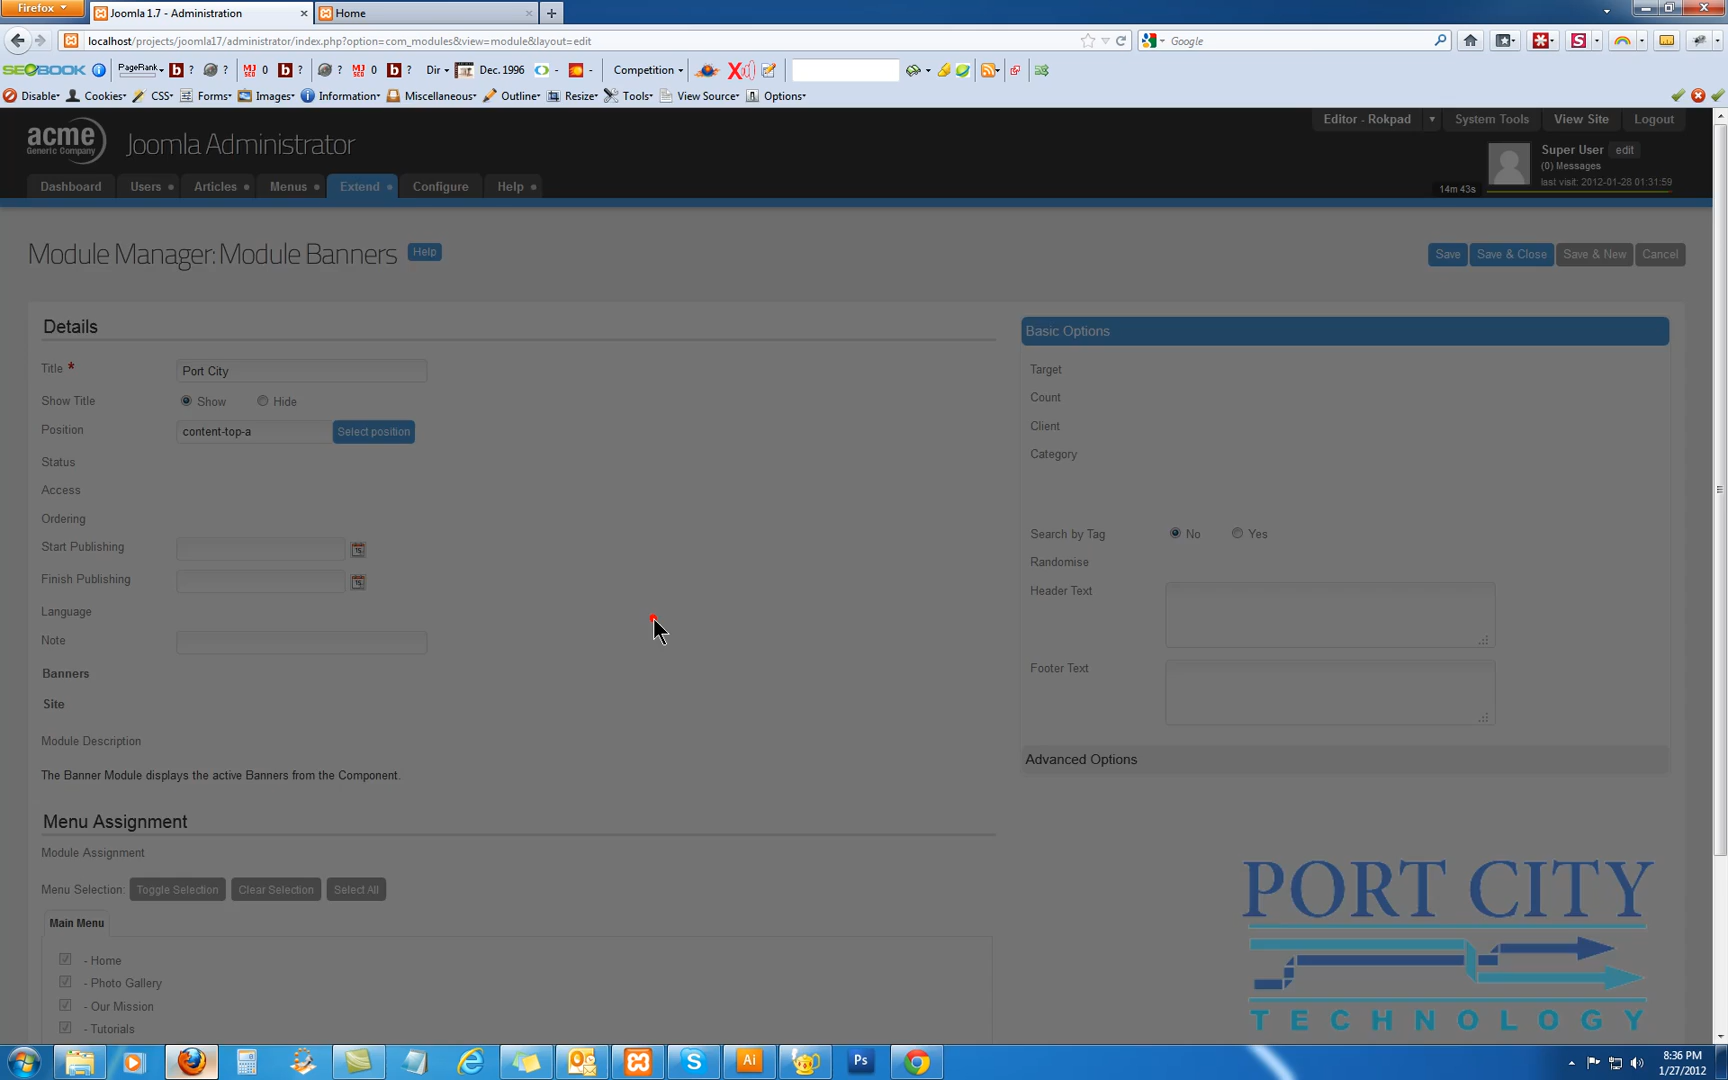 Firefox
Joomla 1.7 - Administration
Home
localhost/projects/joomla17/administrator/index.php?option=com_modules&view=module&layout=edit
Google
SEOBOOK
PageRank ? ? 0 ? ? 0 ? Dir Dec.1996 ? - Competition
Disable Cookies CSS Forms Images Information Miscellaneous Outline Resize Tools View Source Options
acme
Generic Company
Joomla Administrator
Editor - Rokpad System Tools View Site Logout
Super User edit
(0) Messages
14m 43s last visit: 2012-01-28 01:31:59
Dashboard Users Articles Menus Extend Configure Help
Module Manager: Module Banners Help
Save Save & Close Save & New Cancel
Details
Title * Port City
Show Title Show Hide
Position content-top-a Select position
Status
Access
Ordering
Start Publishing
Finish Publishing
Language
Note
Banners
Site
Module Description
The Banner Module displays the active Banners from the Component.
Menu Assignment
Module Assignment
Menu Selection: Toggle Selection Clear Selection Select All
Main Menu
- Home
- Photo Gallery
- Our Mission
- Tutorials
Basic Options
Target
Count
Client
Category
Search by Tag No Yes
Randomise
Header Text
Footer Text
Advanced Options
PORT CITY
TECHNOLOGY
Ai
Ps
8:36 PM
1/27/2012